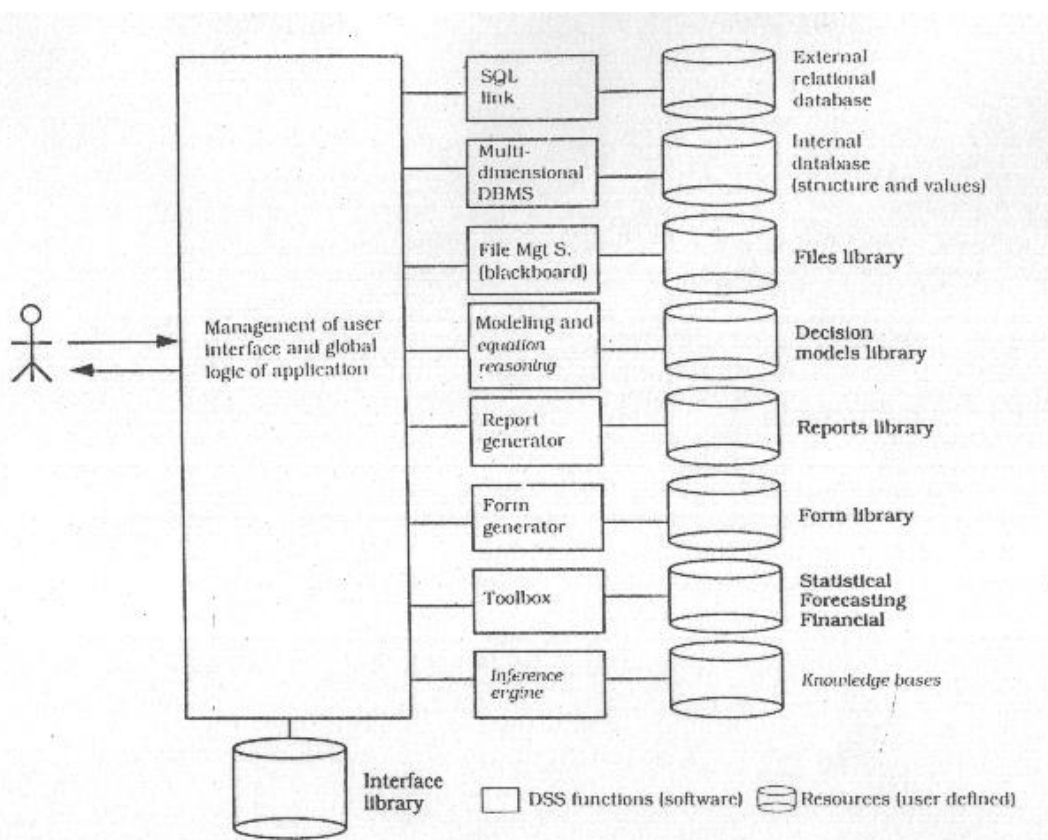 SQL
link
External
relational
database
Multi-
dimensional
DBMS
Internal
database
(structure and values)
File Mgt S.
(blackboard)
Files library
Management of user
interface and global
logic of application
Modeling and
equation
reasoning
Decision
models library
Report
generator
Reports library
Form
generator
Form library
Toolbox
Statistical
Forecasting
Financial
Inference
engine
Knowledge bases
Interface
library
DSS functions (software)
Resources (user defined)